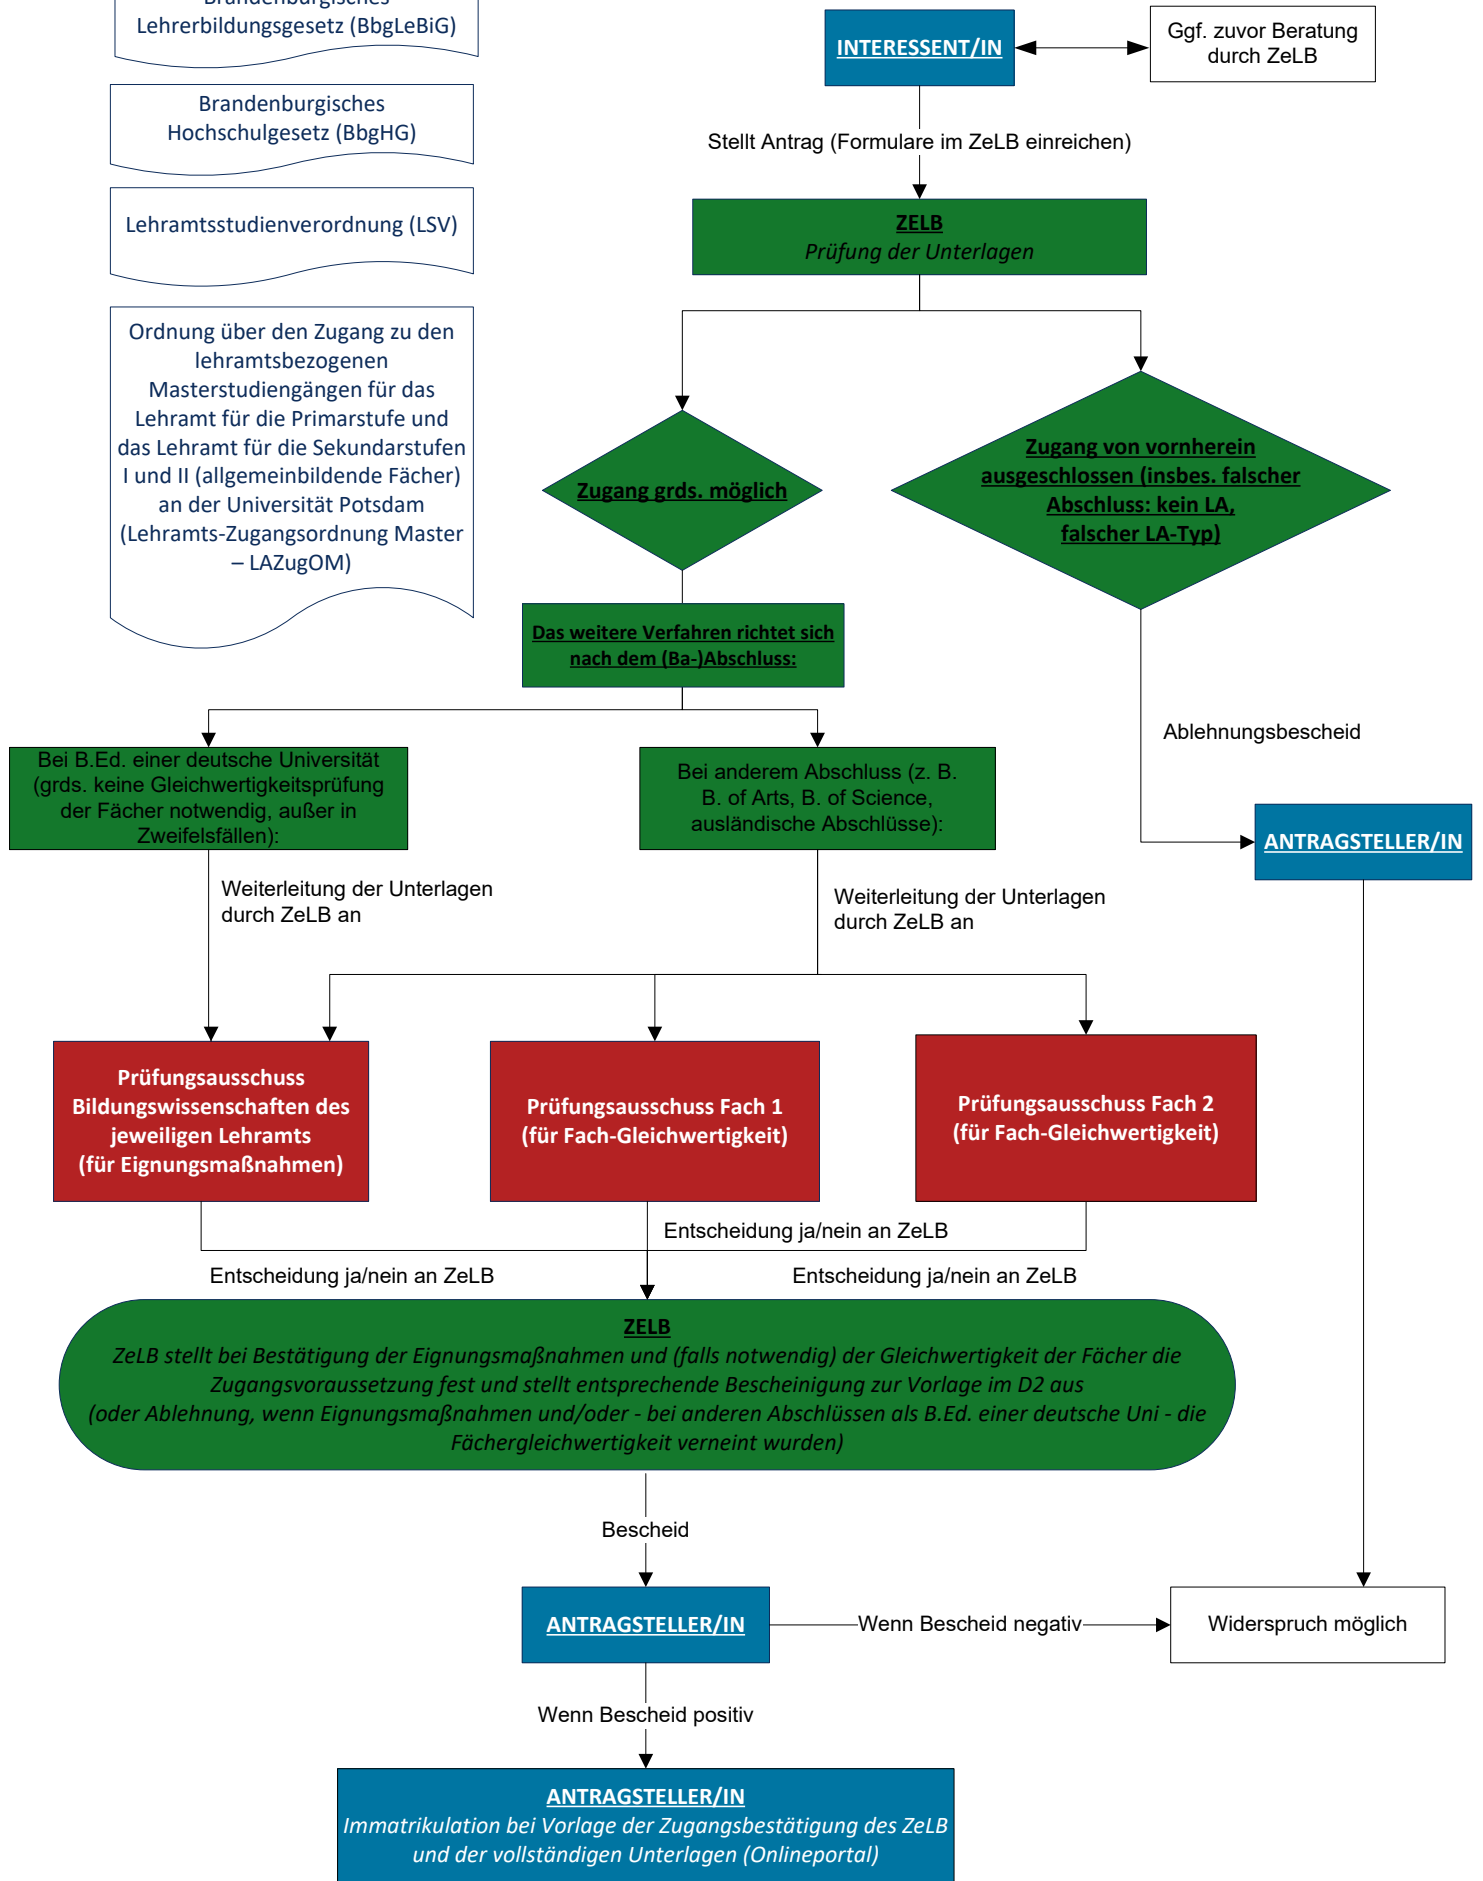 Brandenburgisches
Lehrerbildungsgesetz (BbgLeBiG)
Brandenburgisches
Hochschulgesetz (BbgHG)
Lehramtsstudienverordnung (LSV)
Ordnung über den Zugang zu den
lehramtsbezogenen
Masterstudiengängen für das
Lehramt für die Primarstufe und
das Lehramt für die Sekundarstufen
I und II (allgemeinbildende Fächer)
an der Universität Potsdam
(Lehramts-Zugangsordnung Master
– LAZugOM)
INTERESSENT/IN
Ggf. zuvor Beratung
durch ZeLB
Stellt Antrag (Formulare im ZeLB einreichen)
ZELB
Prüfung der Unterlagen
Zugang grds. möglich
Zugang von vornherein
ausgeschlossen (insbes. falscher
Abschluss: kein LA,
falscher LA-Typ)
Das weitere Verfahren richtet sich
nach dem (Ba-)Abschluss:
Ablehnungsbescheid
Bei B.Ed. einer deutsche Universität
(grds. keine Gleichwertigkeitsprüfung
der Fächer notwendig, außer in
Zweifelsfällen):
Bei anderem Abschluss (z. B.
B. of Arts, B. of Science,
ausländische Abschlüsse):
ANTRAGSTELLER/IN
Weiterleitung der Unterlagen
durch ZeLB an
Weiterleitung der Unterlagen
durch ZeLB an
Prüfungsausschuss
Bildungswissenschaften des
jeweiligen Lehramts
(für Eignungsmaßnahmen)
Prüfungsausschuss Fach 1
(für Fach-Gleichwertigkeit)
Prüfungsausschuss Fach 2
(für Fach-Gleichwertigkeit)
Entscheidung ja/nein an ZeLB
Entscheidung ja/nein an ZeLB
Entscheidung ja/nein an ZeLB
ZELB
ZeLB stellt bei Bestätigung der Eignungsmaßnahmen und (falls notwendig) der Gleichwertigkeit der Fächer die
Zugangsvoraussetzung fest und stellt entsprechende Bescheinigung zur Vorlage im D2 aus
(oder Ablehnung, wenn Eignungsmaßnahmen und/oder - bei anderen Abschlüssen als B.Ed. einer deutsche Uni - die
Fächergleichwertigkeit verneint wurden)
Bescheid
ANTRAGSTELLER/IN
Wenn Bescheid negativ
Widerspruch möglich
Wenn Bescheid positiv
ANTRAGSTELLER/IN
Immatrikulation bei Vorlage der Zugangsbestätigung des ZeLB
und der vollständigen Unterlagen (Onlineportal)